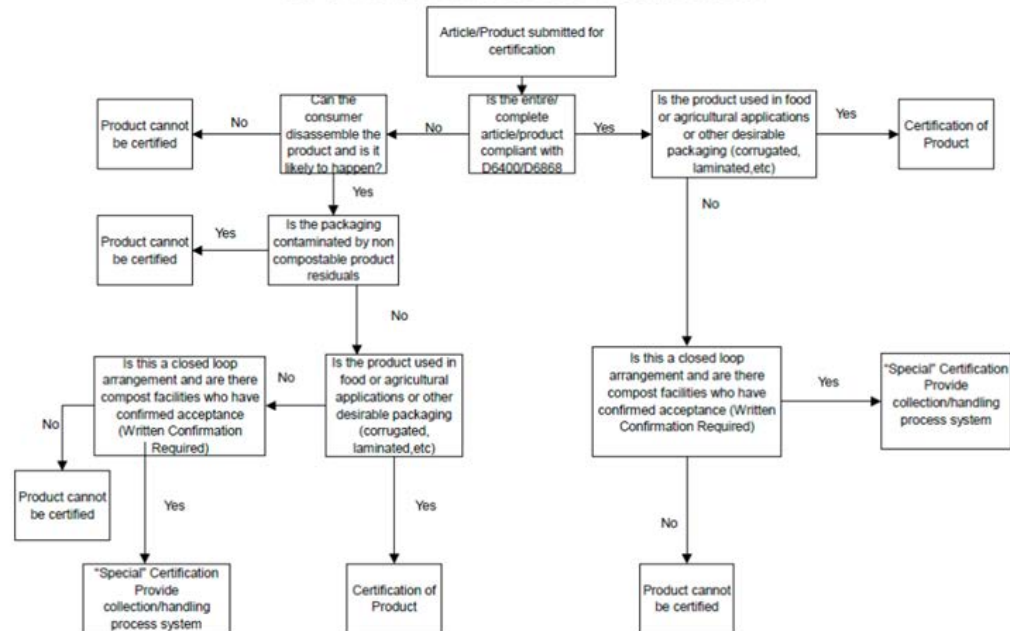 Article/Product submitted for
certification
Can the
consumer
disassemble the
product and is it
likely to happen?
Is the entire/
complete
article/product
compliant with
D6400/D6868
Is the product used in food
or agricultural applications
or other desirable
packaging (corrugated,
laminated,etc)
Product cannot
be certified
No
No
Yes
Yes
Certification of
Product
Yes
No
Product cannot
be certified
Yes
Is the packaging
contaminated by non
compostable product
residuals
No
Is this a closed loop
arrangement and are there
compost facilities who have
confirmed acceptance
(Written Confirmation
Required)
No
Is the product used in
food or agricultural
applications or other
desirable packaging
(corrugated,
laminated,etc)
Is this a closed loop
arrangement and are there
compost facilities who have
confirmed acceptance (Written
Confirmation Required)
Yes
"Special" Certification
Provide
collection/handling
process system
No
Product cannot
be certified
Yes
Yes
No
"Special" Certification
Provide
collection/handling
process system
Certification of
Product
Product cannot
be certified